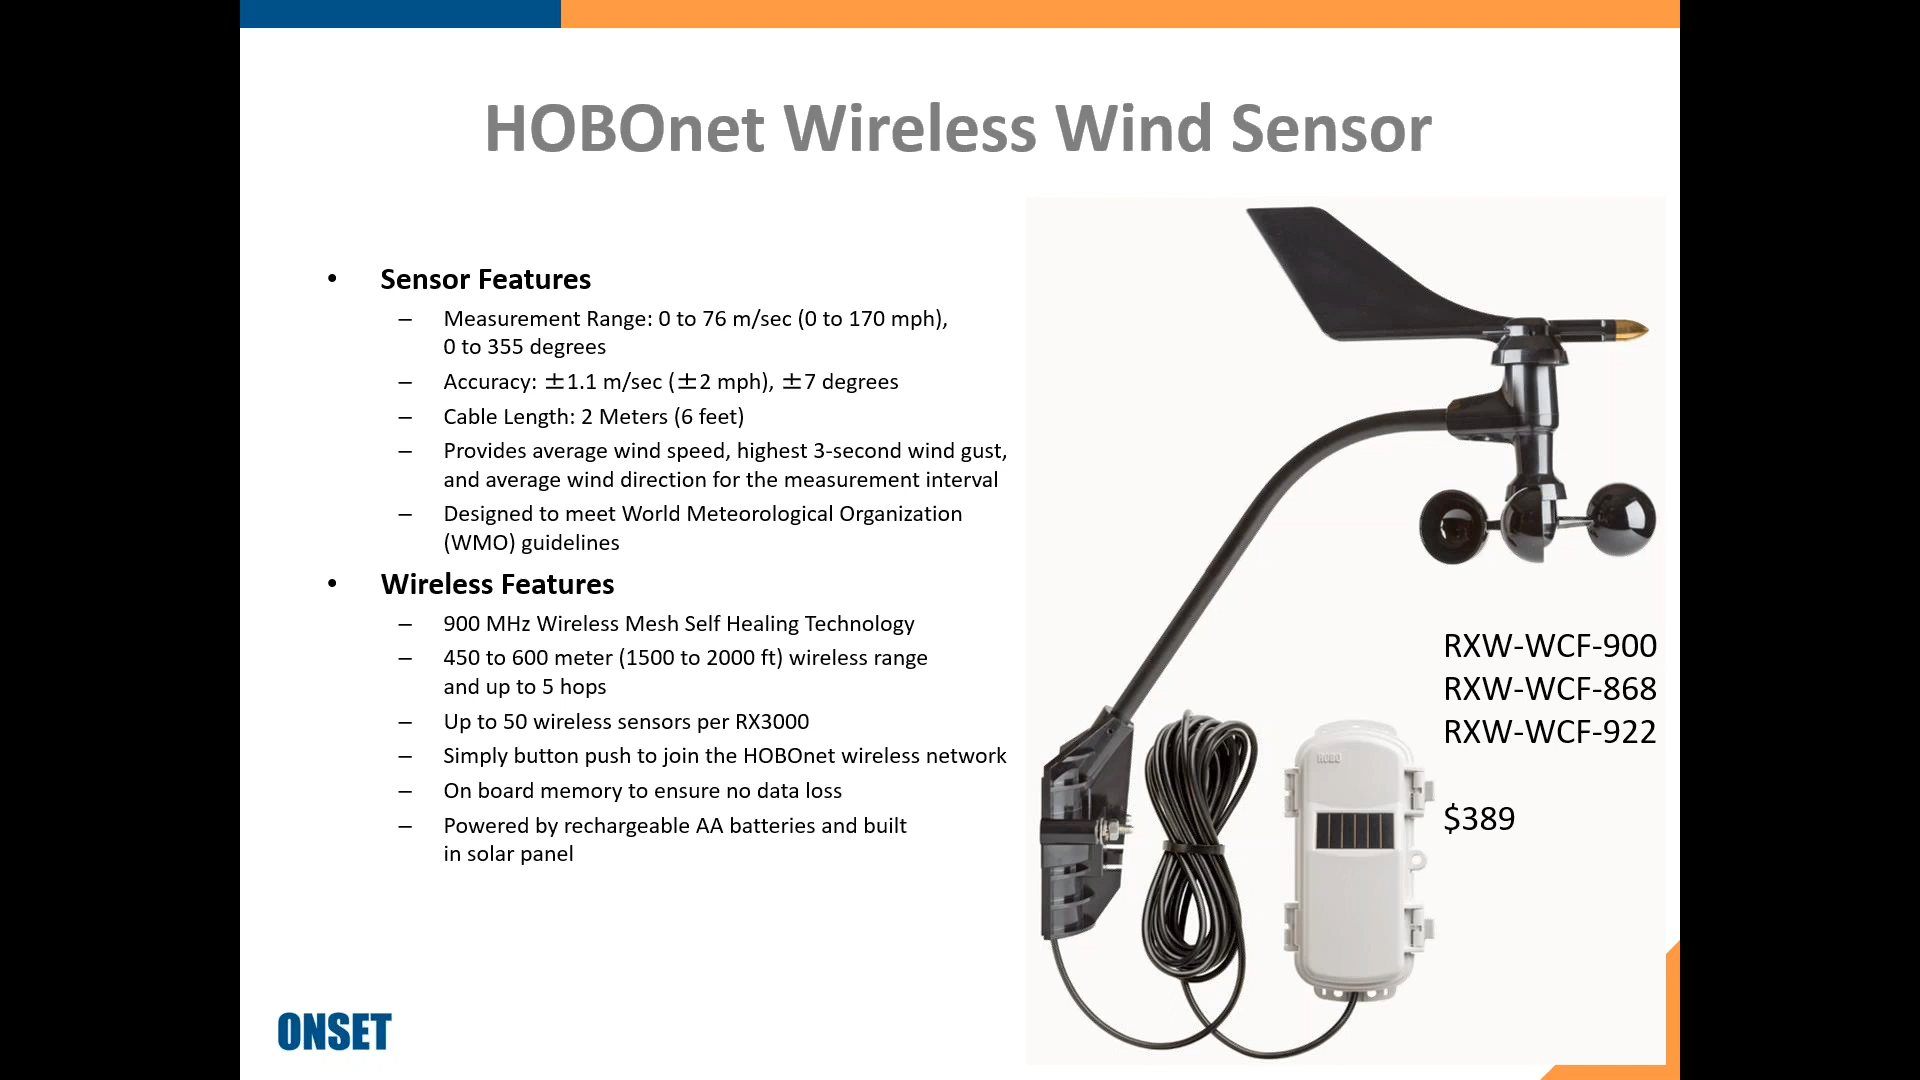 HOBOnet Wireless Wind Sensor
• Sensor Features
– Measurement Range: 0 to 76 m/sec (0 to 170 mph),
0 to 355 degrees
– Accuracy: ±1.1 m/sec (±2 mph), ±7 degrees
– Cable Length: 2 Meters (6 feet)
– Provides average wind speed, highest 3-second wind gust,
and average wind direction for the measurement interval
– Designed to meet World Meteorological Organization
(WMO) guidelines
• Wireless Features
– 900 MHz Wireless Mesh Self Healing Technology
– 450 to 600 meter (1500 to 2000 ft) wireless range
and up to 5 hops
– Up to 50 wireless sensors per RX3000
– Simply button push to join the HOBOnet wireless network
– On board memory to ensure no data loss
– Powered by rechargeable AA batteries and built
in solar panel
RXW-WCF-900
RXW-WCF-868
RXW-WCF-922
$389
HOBO
ONSET